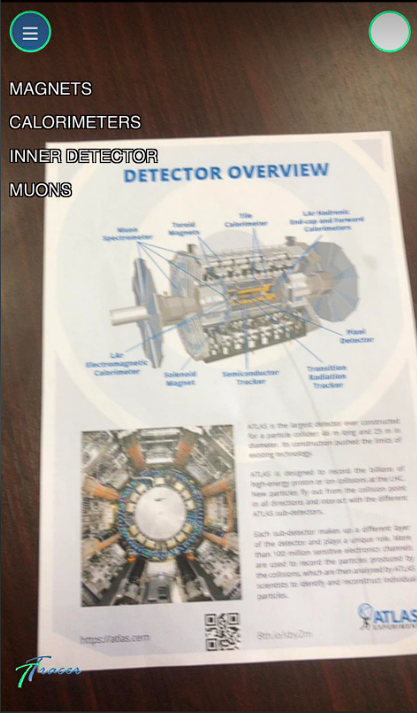 MAGNETS
CALORIMETERS
INNER DETECTOR
MUONS
DETECTOR OVERVIEW
Muon
Spectrometer
Toroid
Magnets
Tile
Calorimeter
LAr Hadronic
End-cap and Forward
Calorimeters
Pixel
Detector
LAr
Electromagnetic
Calorimeter
Solenoid
Magnet
Semiconductor
Tracker
Transition
Radiation
Tracker
ATLAS is the largest detector ever constructed
for a particle collider: 46 m long and 25 m in
diameter. Its construction pushed the limits of
existing technology.
ATLAS is designed to record the billions of
high-energy proton or ion collisions at the LHC.
New particles fly out from the collision point
in all directions and interact with the different
ATLAS sub-detectors.
Each sub-detector makes up a different layer
of the detector and plays a unique role. More
than 100 million sensitive electronics channels
are used to record the particles produced by
the collisions, which are then analysed by ATLAS
scientists to identify and reconstruct individual
particles.
https://atlas.cern
ATLAS
EXPERIMENT
Tracer